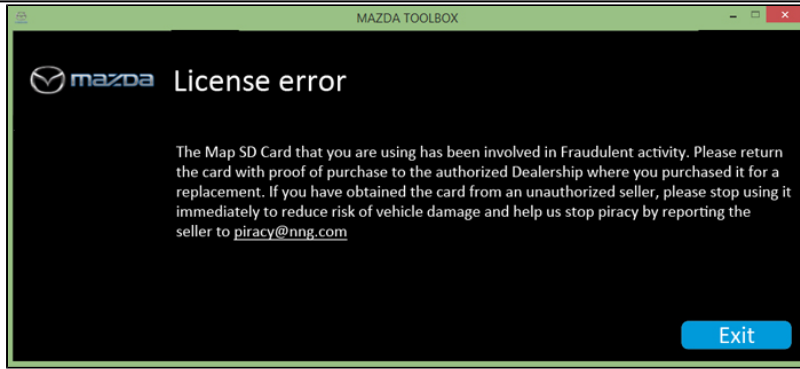 MAZDA TOOLBOX
mazda
License error
The Map SD Card that you are using has been involved in Fraudulent activity. Please return
the card with proof of purchase to the authorized Dealership where you purchased it for a
replacement. If you have obtained the card from an unauthorized seller, please stop using it
immediately to reduce risk of vehicle damage and help us stop piracy by reporting the
seller to piracy@nng.com
Exit